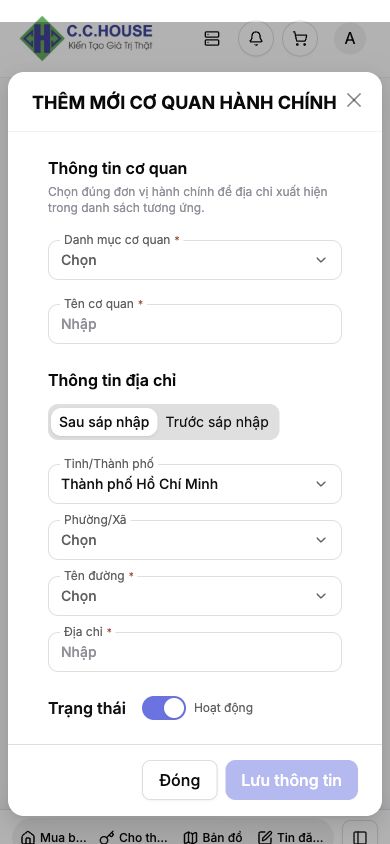 C.C.HOUSE
Kiến Tạo Giá Trị Thật
A
THÊM MỚI CƠ QUAN HÀNH CHÍNH
Thông tin cơ quan
Chọn đúng đơn vị hành chính để địa chỉ xuất hiện
trong danh sách tương ứng.
Danh mục cơ quan *
Chọn
Tên cơ quan *
Nhập
Thông tin địa chỉ
Sau sáp nhập Trước sáp nhập
Tỉnh/Thành phố
Thành phố Hồ Chí Minh
Phường/Xã
Chọn
Tên đường *
Chọn
Địa chỉ *
Nhập
Trạng thái Hoạt động
Đóng Lưu thông tin
Mua b... Cho th... Bản đồ Tin đă...